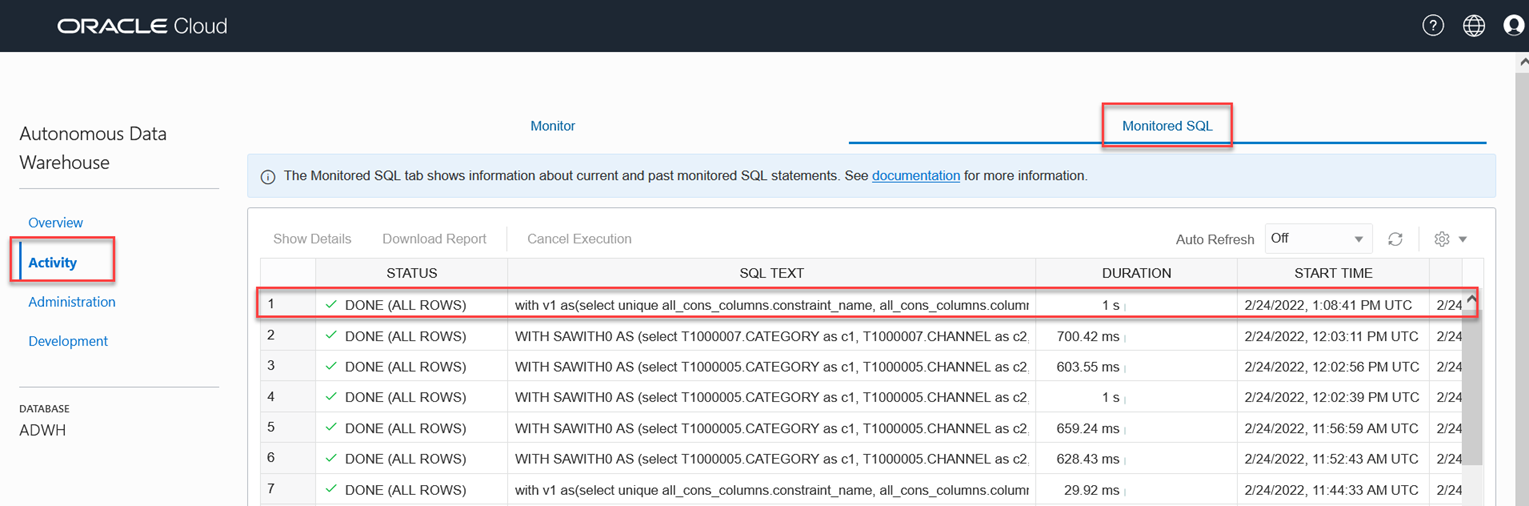 ORACLE Cloud
Autonomous Data
Warehouse
Overview
Activity
Administration
Development
DATABASE
ADWH
Monitor Monitored SQL
The Monitored SQL tab shows information about current and past monitored SQL statements. See documentation for more information.
Show Details Download Report Cancel Execution Auto Refresh Off
STATUS SQL TEXT DURATION START TIME
1 DONE (ALL ROWS) with v1 as(select unique all_cons_columns.constraint_name, all_cons_columns.column 1 s 2/24/2022, 1:08:41 PM UTC 2/24
2 DONE (ALL ROWS) WITH SAWITH0 AS (select T1000007.CATEGORY as c1, T1000007.CHANNEL as c2, 700.42 ms 2/24/2022, 12:03:11 PM UTC 2/24
3 DONE (ALL ROWS) WITH SAWITH0 AS (select T1000005.CATEGORY as c1, T1000005.CHANNEL as c2, 603.55 ms 2/24/2022, 12:02:56 PM UTC 2/24
4 DONE (ALL ROWS) WITH SAWITH0 AS (select T1000005.CATEGORY as c1, T1000005.CHANNEL as c2, 1 s 2/24/2022, 12:02:39 PM UTC 2/24
5 DONE (ALL ROWS) WITH SAWITH0 AS (select T1000005.CATEGORY as c1, T1000005.CHANNEL as c2, 659.24 ms 2/24/2022, 11:56:59 AM UTC 2/24
6 DONE (ALL ROWS) WITH SAWITH0 AS (select T1000005.CATEGORY as c1, T1000005.CHANNEL as c2, 628.43 ms 2/24/2022, 11:52:43 AM UTC 2/24
7 DONE (ALL ROWS) with v1 as(select unique all_cons_columns.constraint_name, all_cons_columns.column 29.92 ms 2/24/2022, 11:44:33 AM UTC 2/24